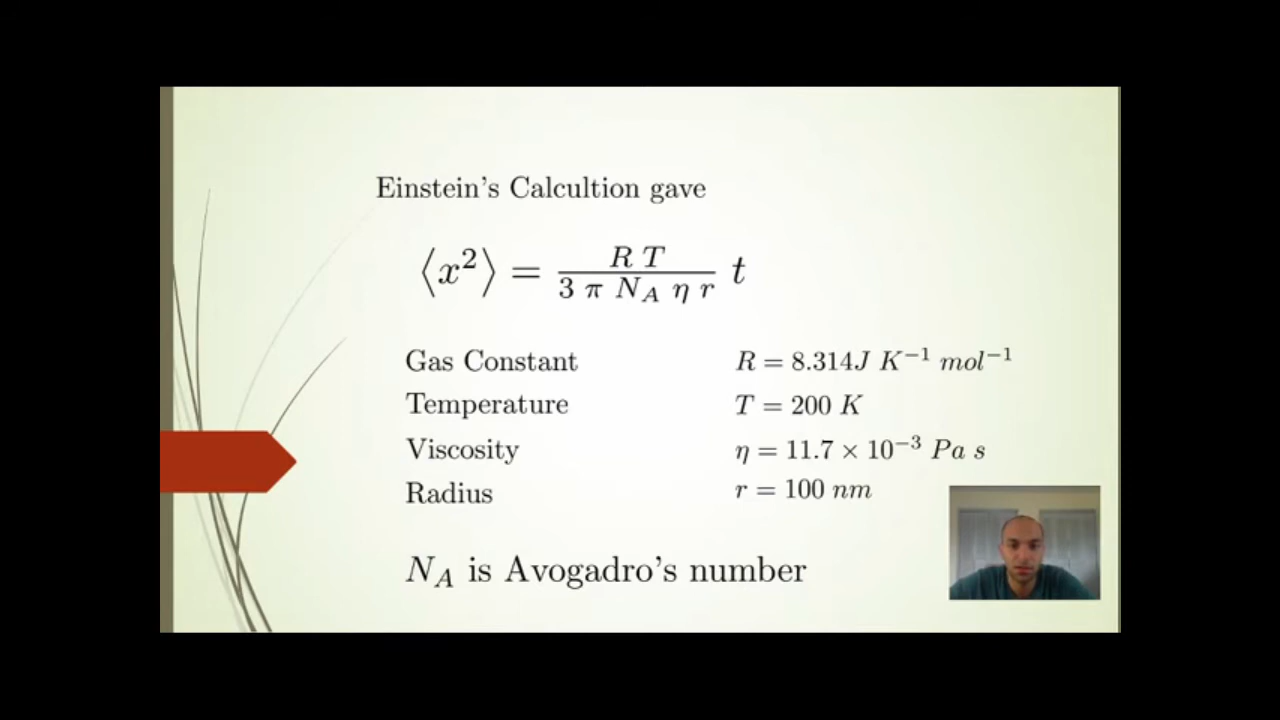 Einstein's Calcultion gave
⟨x²⟩ = R T / 3 π N_A η r t
Gas Constant R = 8.314J K⁻¹ mol⁻¹
Temperature T = 200 K
Viscosity η = 11.7 × 10⁻³ Pa s
Radius r = 100 nm
N_A is Avogadro's number